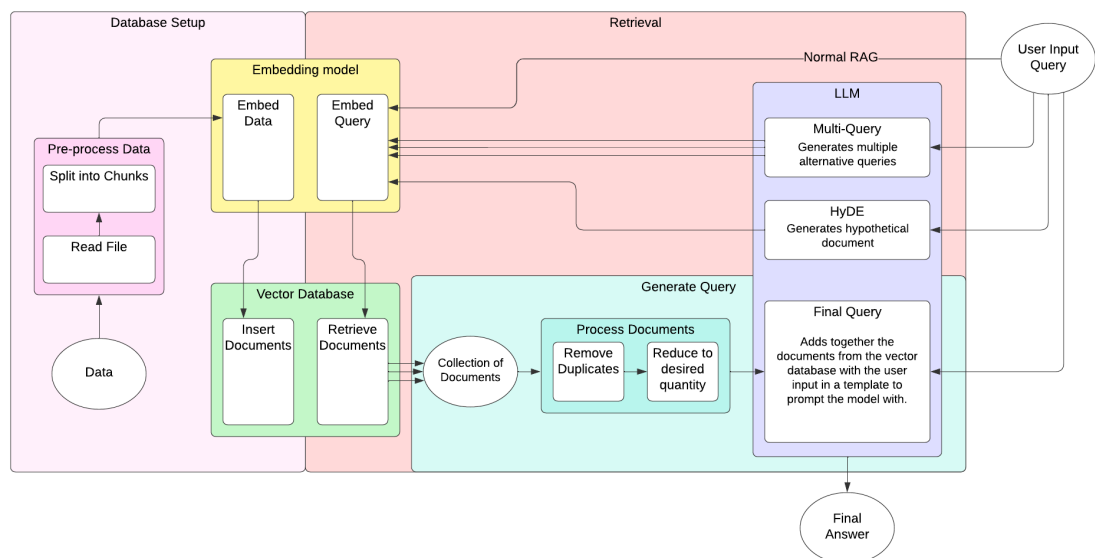 Database Setup
Retrieval
User Input
Query
Normal RAG
Embedding model
Embed
Data
Embed
Query
LLM
Multi-Query
Generates multiple
alternative queries
Pre-process Data
Split into Chunks
Read File
HyDE
Generates hypothetical
document
Generate Query
Vector Database
Insert
Documents
Retrieve
Documents
Collection of
Documents
Process Documents
Remove
Duplicates
Reduce to
desired
quantity
Final Query
Adds together the
documents from the vector
database with the user
input in a template to
prompt the model with.
Data
Final
Answer